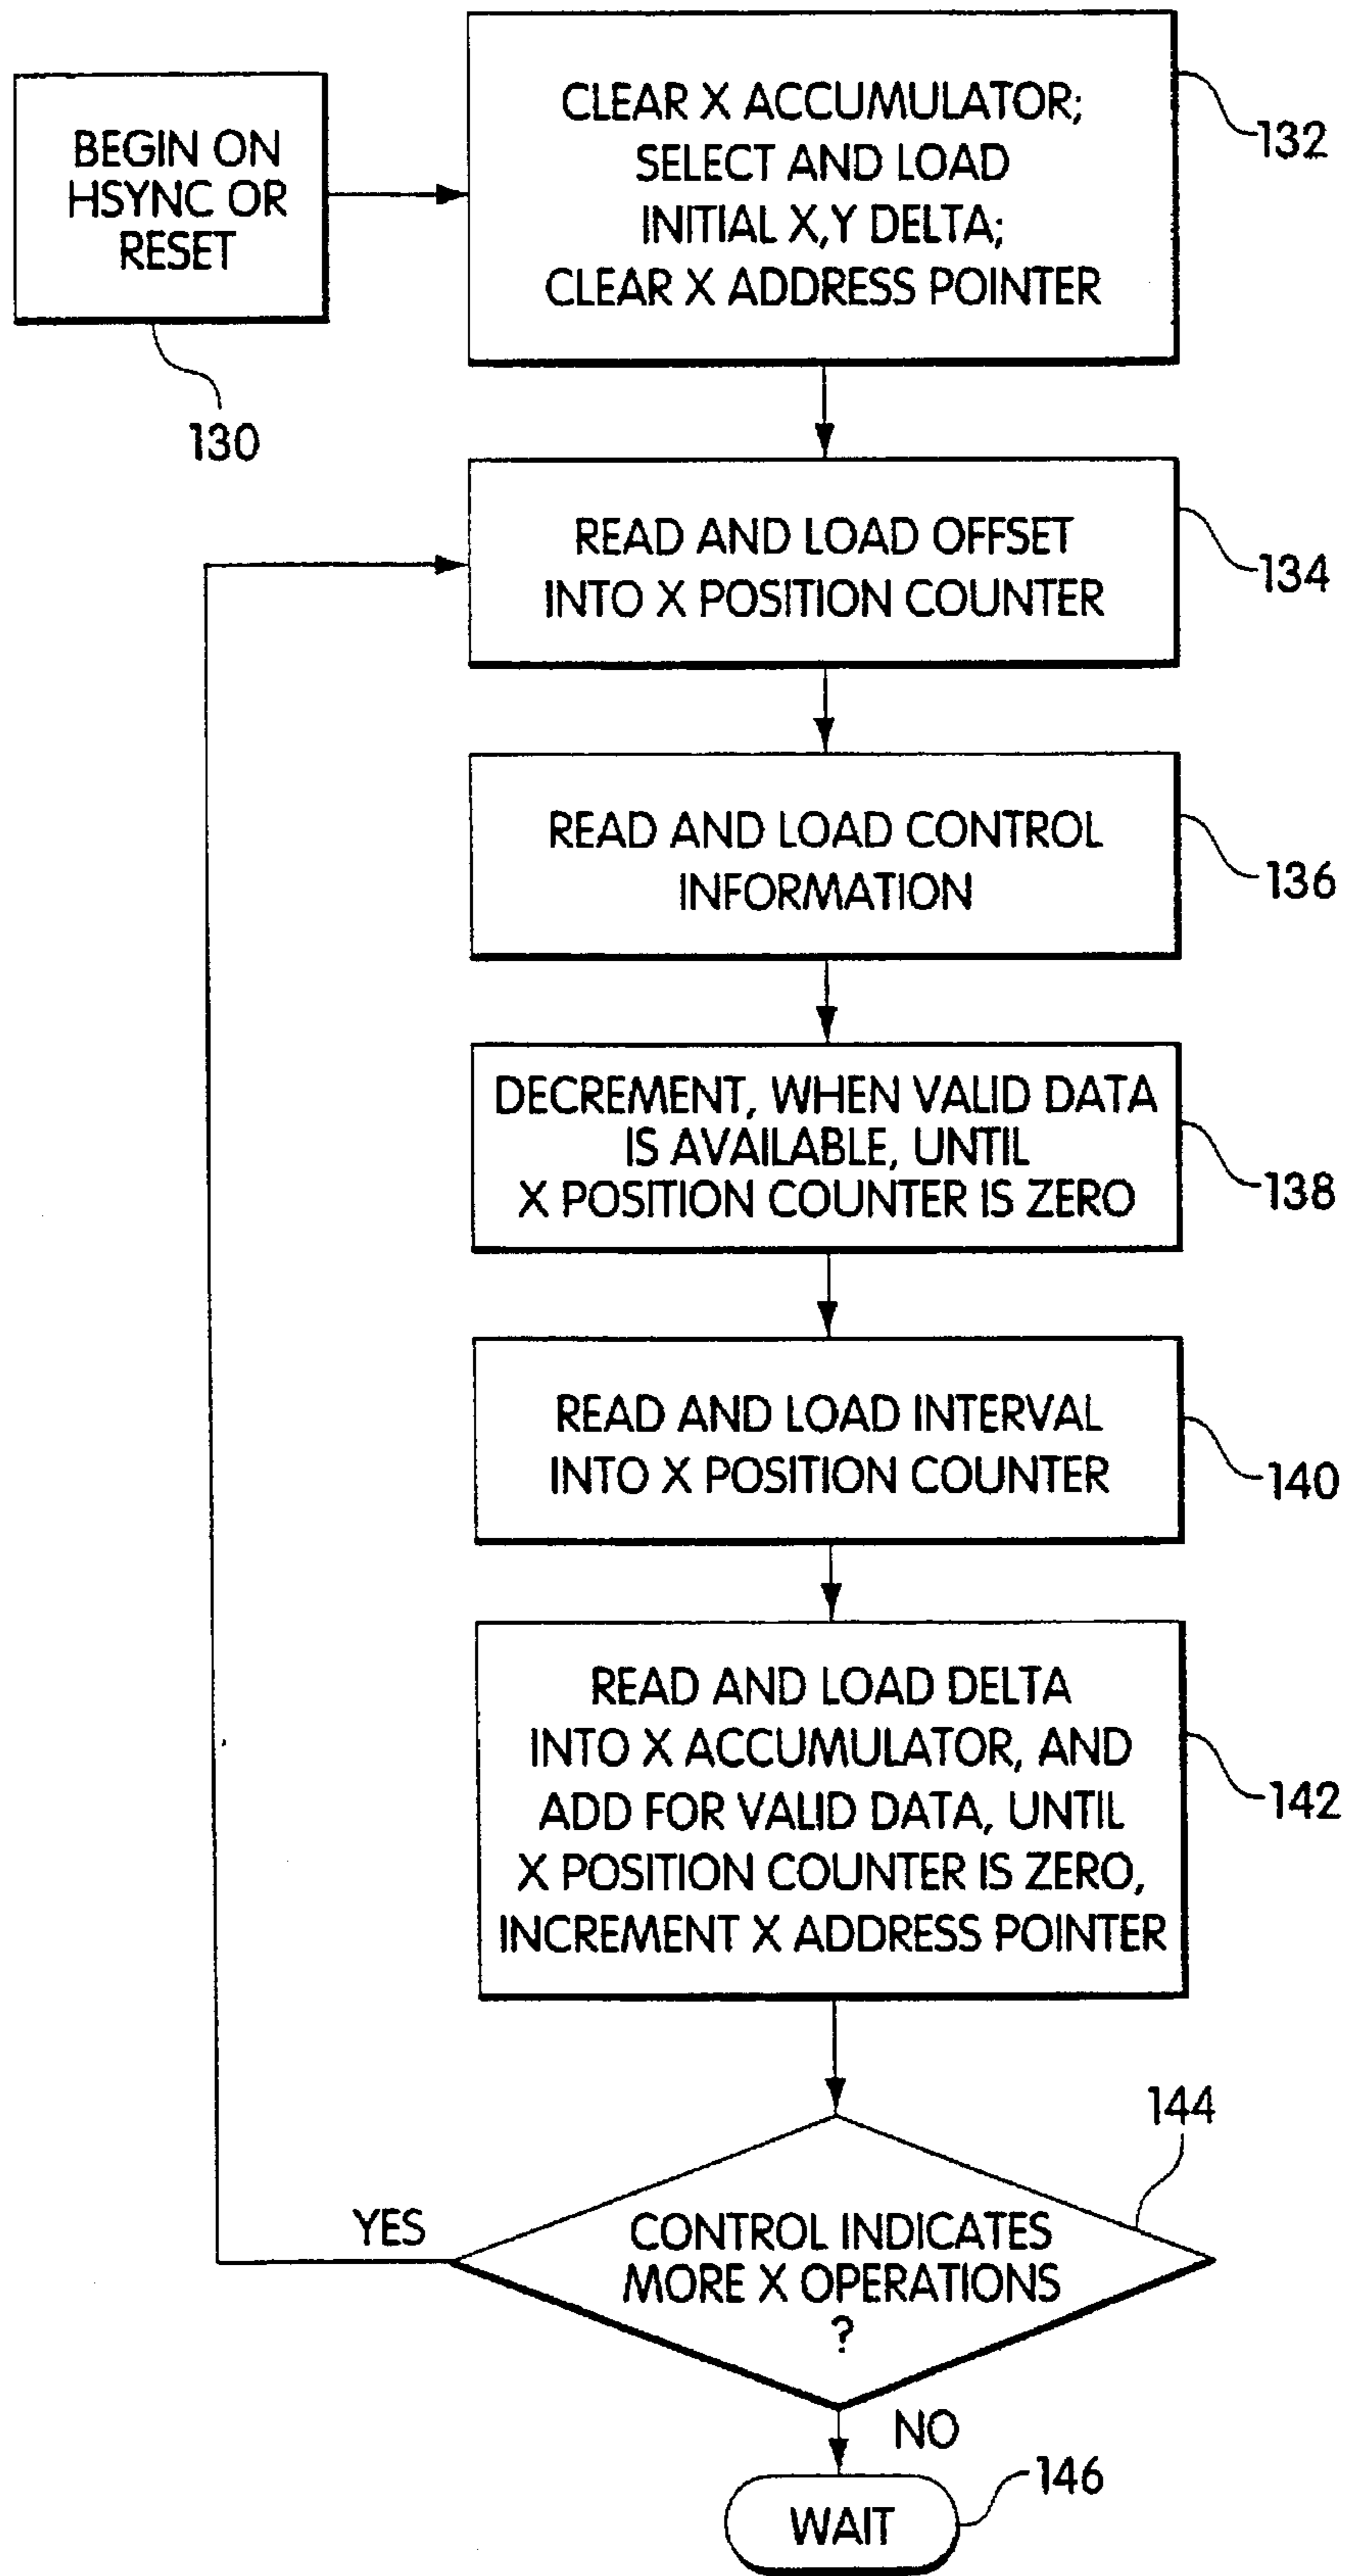 BEGIN ON
HSYNC OR
RESET
130
CLEAR X ACCUMULATOR;
SELECT AND LOAD
INITIAL X,Y DELTA;
CLEAR X ADDRESS POINTER
132
READ AND LOAD OFFSET
INTO X POSITION COUNTER
134
READ AND LOAD CONTROL
INFORMATION
136
DECREMENT, WHEN VALID DATA
IS AVAILABLE, UNTIL
X POSITION COUNTER IS ZERO
138
READ AND LOAD INTERVAL
INTO X POSITION COUNTER
140
READ AND LOAD DELTA
INTO X ACCUMULATOR, AND
ADD FOR VALID DATA, UNTIL
X POSITION COUNTER IS ZERO,
INCREMENT X ADDRESS POINTER
142
144
YES
CONTROL INDICATES
MORE X OPERATIONS
?
NO
WAIT
146